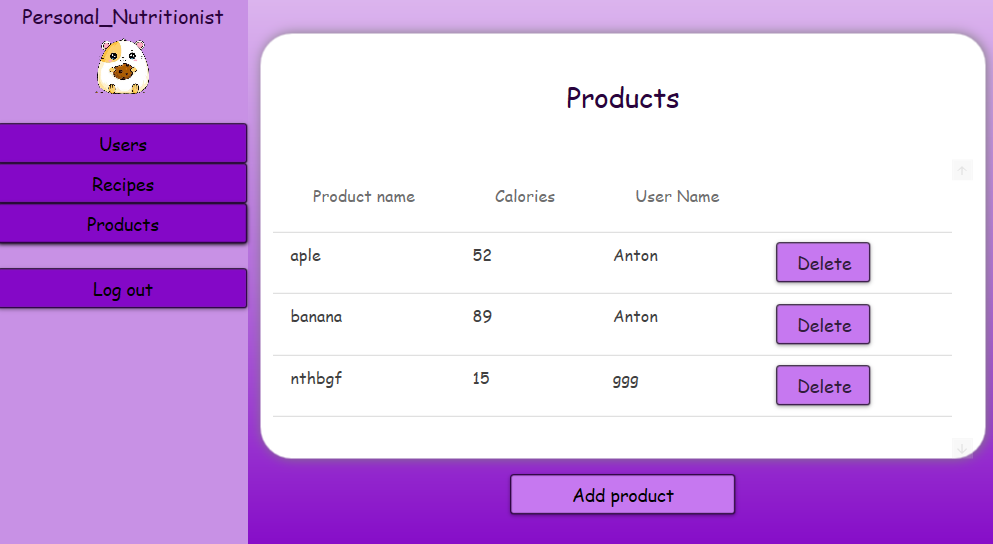 Personal_Nutritionist
Users
Recipes
Products
Log out
Products
Product name Calories User Name
aple 52 Anton Delete
banana 89 Anton Delete
nthbgf 15 ggg Delete
Add product